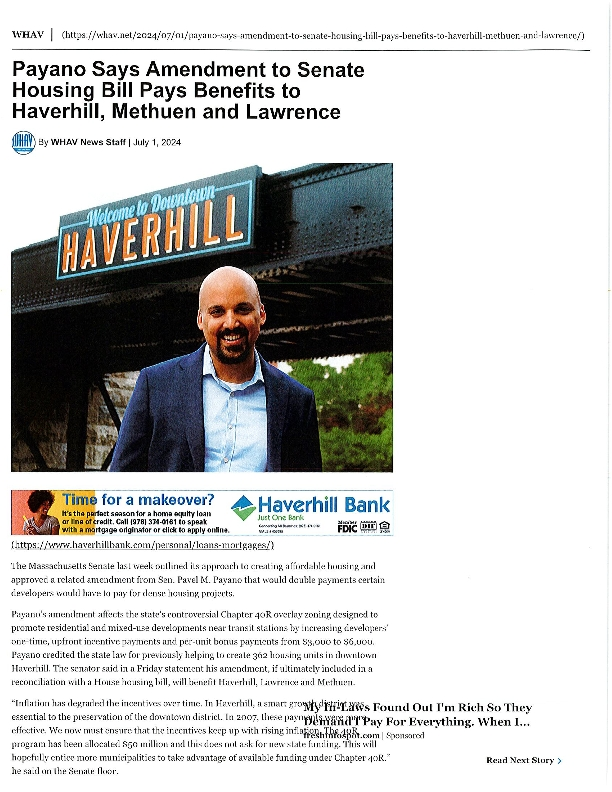 WHAV | (https://whav.net/2024/07/01/payano-says-amendment-to-senate-housing-bill-pays-benefits-to-haverhill-methuen-and-lawrence/)
Payano Says Amendment to Senate
Housing Bill Pays Benefits to
Haverhill, Methuen and Lawrence
WHAV
By WHAV News Staff | July 1, 2024
Welcome to Downtown
HAVERHILL
Time for a makeover?
It's the perfect season for a home equity loan
or line of credit. Call (978) 374-0161 to speak
with a mortgage originator or click to apply online.
Haverhill Bank
Just One Bank
Member
FDIC
(https://www.haverhillbank.com/personal/loans-mortgages/)
The Massachusetts Senate last week outlined its approach to creating affordable housing and
approved a related amendment from Sen. Pavel M. Payano that would double payments certain
developers would have to pay for dense housing projects.
Payano's amendment affects the state's controversial Chapter 40R overlay zoning designed to
promote residential and mixed-use developments near transit stations by increasing developers'
one-time, upfront incentive payments and per-unit bonus payments from $3,000 to $6,000.
Payano credited the state law for previously helping to create 362 housing units in downtown
Haverhill. The senator said in a Friday statement his amendment, if ultimately included in a
reconciliation with a House housing bill, will benefit Haverhill, Lawrence and Methuen.
"Inflation has degraded the incentives over time. In Haverhill, a smart growth district was
essential to the preservation of the downtown district. In 2007, these payments were more
effective. We now must ensure that the incentives keep up with rising inflation. The 40R
program has been allocated $50 million and this does not ask for new state funding. This will
hopefully entice more municipalities to take advantage of available funding under Chapter 40R."
he said on the Senate floor.
My In-Laws Found Out I'm Rich So They
Demand I Pay For Everything. When I...
freshinfospot.com | Sponsored
Read Next Story >